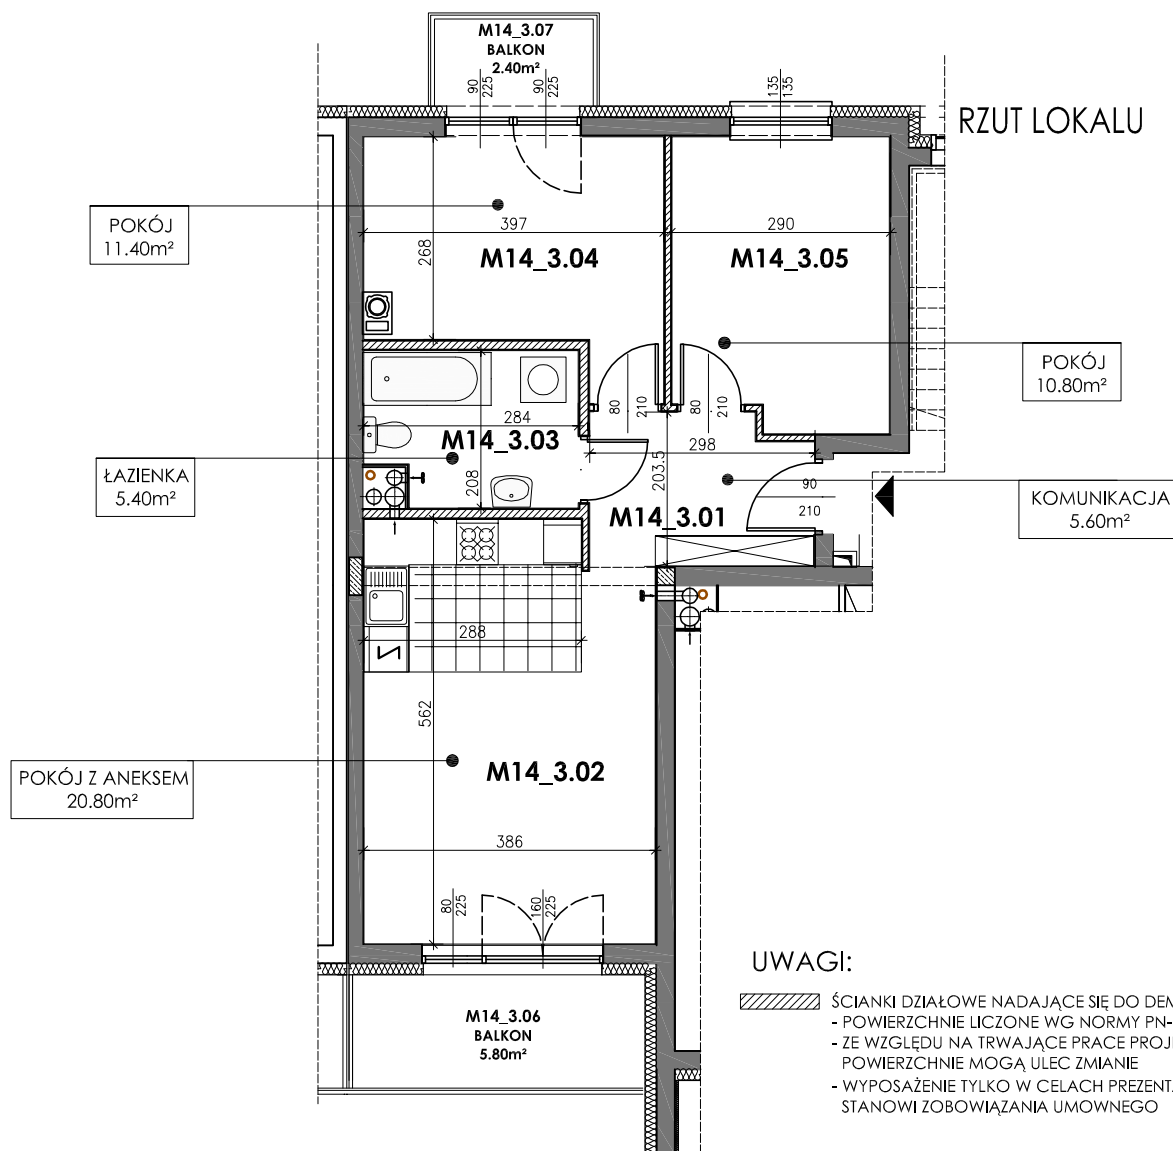 M14_3.07
BALKON
2.40m²
90
225
90
225
135
135
RZUT LOKALU
POKÓJ
11.40m²
397
290
268
M14_3.04
M14_3.05
POKÓJ
10.80m²
80
210
80
210
284
M14_3.03
298
ŁAZIENKA
5.40m²
208
203.5
90
210
KOMUNIKACJA
5.60m²
M14_3.01
288
562
POKÓJ Z ANEKSEM
20.80m²
M14_3.02
386
80
225
160
225
UWAGI:
ŚCIANKI DZIAŁOWE NADAJĄCE SIĘ DO DEM
- POWIERZCHNIE LICZONE WG NORMY PN-
- ZE WZGLĘDU NA TRWAJĄCE PRACE PROJE
POWIERZCHNIE MOGĄ ULEC ZMIANIE
- WYPOSAŻENIE TYLKO W CELACH PREZENT
STANOWI ZOBOWIĄZANIA UMOWNEGO
M14_3.06
BALKON
5.80m²